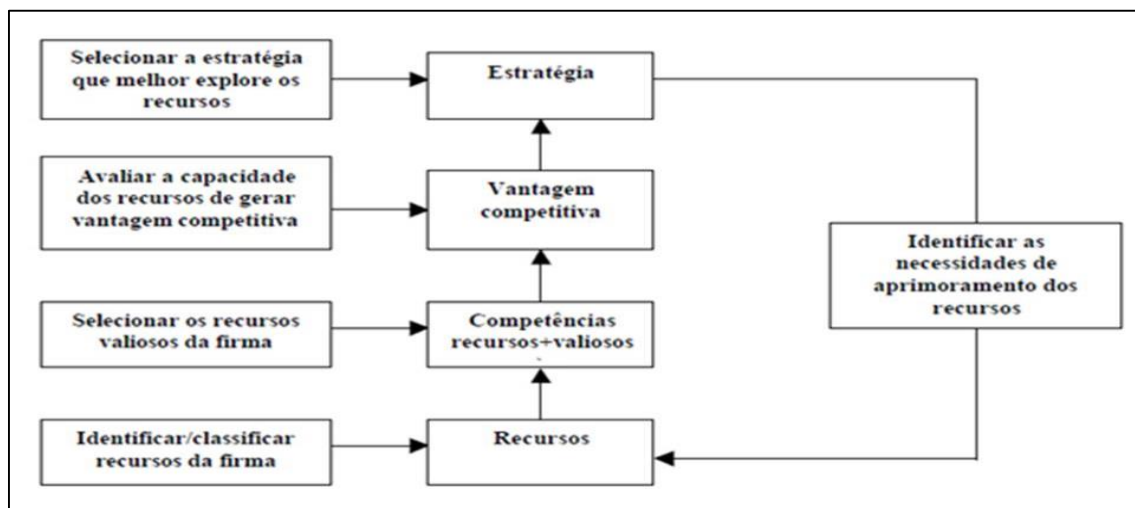 Selecionar a estratégia
que melhor explore os
recursos
Estratégia
Avaliar a capacidade
dos recursos de gerar
vantagem competitiva
Vantagem
competitiva
Identificar as
necessidades de
aprimoramento dos
recursos
Selecionar os recursos
valiosos da firma
Competências
recursos+valiosos
Identificar/classificar
recursos da firma
Recursos